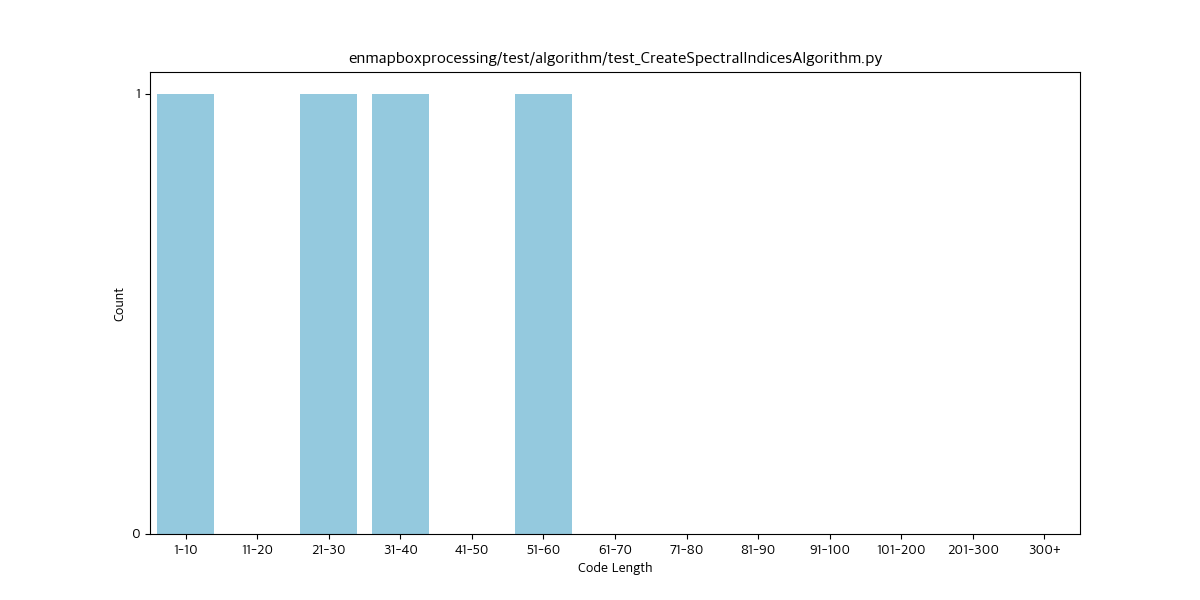 enmapboxprocessing/test/algorithm/test_CreateSpectralIndicesAlgorithm.py
1
Count
0
1-10 11-20 21-30 31-40 41-50 51-60 61-70 71-80 81-90 91-100 101-200 201-300 300+
Code Length